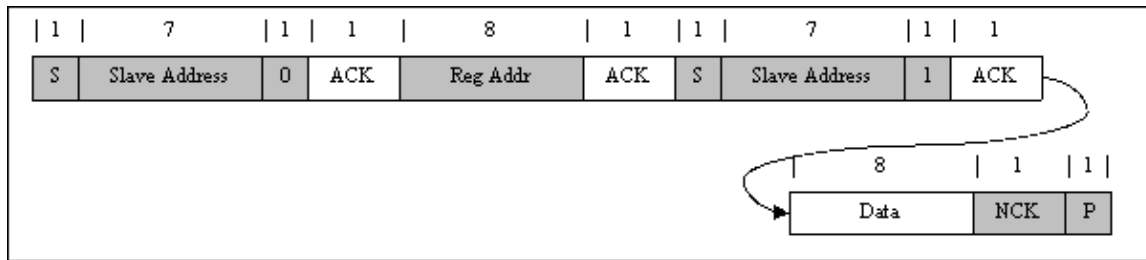 | 1 | 7 | 1 | 1 | 8 | 1 | 1 | 7 | 1 | 1
S Slave Address 0 ACK Reg Addr ACK S Slave Address 1 ACK
| 8 | 1 | 1 |
Data NCK P